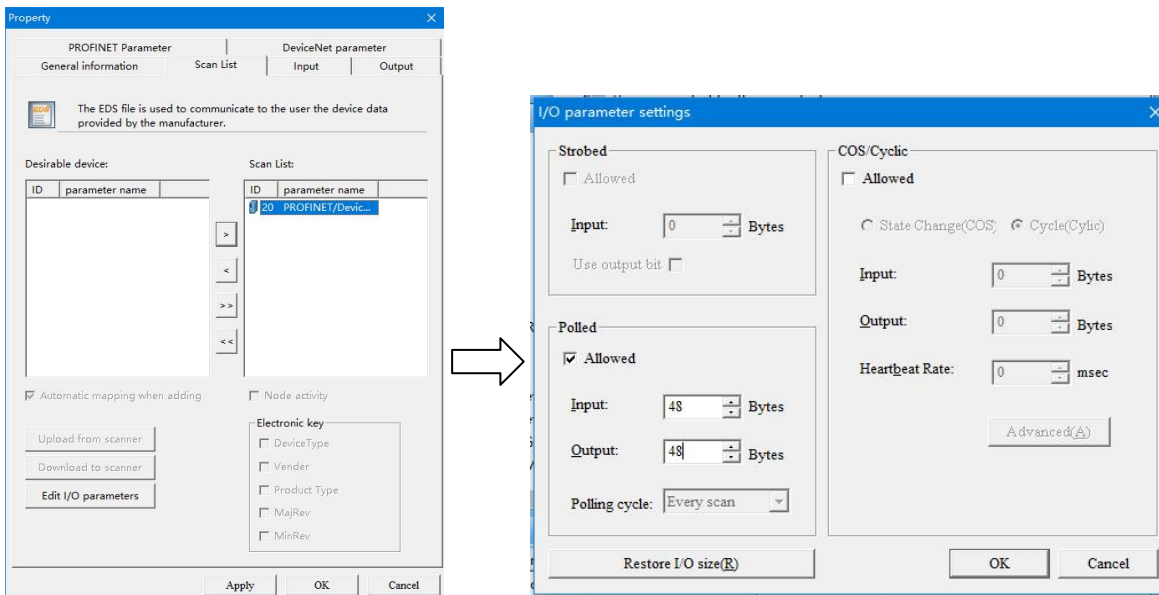 Property
PROFINET Parameter
DeviceNet parameter
General information
Scan List
Input
Output
EDS
The EDS file is used to communicate to the user the device data
provided by the manufacturer.
Desirable device:
Scan List:
ID parameter name
ID parameter name
20 PROFINET/Devic...
>
<
>>
<<
Automatic mapping when adding
Node activity
Upload from scanner
Download to scanner
Edit I/O parameters
Electronic key
DeviceType
Vender
Product Type
MajRev
MinRev
Apply
OK
Cancel
I/O parameter settings
Strobed
Allowed
Input: 0 Bytes
Use output bit
Polled
Allowed
Input: 48 Bytes
Output: 48 Bytes
Polling cycle: Every scan
Restore I/O size(R)
COS/Cyclic
Allowed
State Change(COS) Cycle(Cylic)
Input: 0 Bytes
Output: 0 Bytes
Heartbeat Rate: 0 msec
Advanced(A)
OK
Cancel